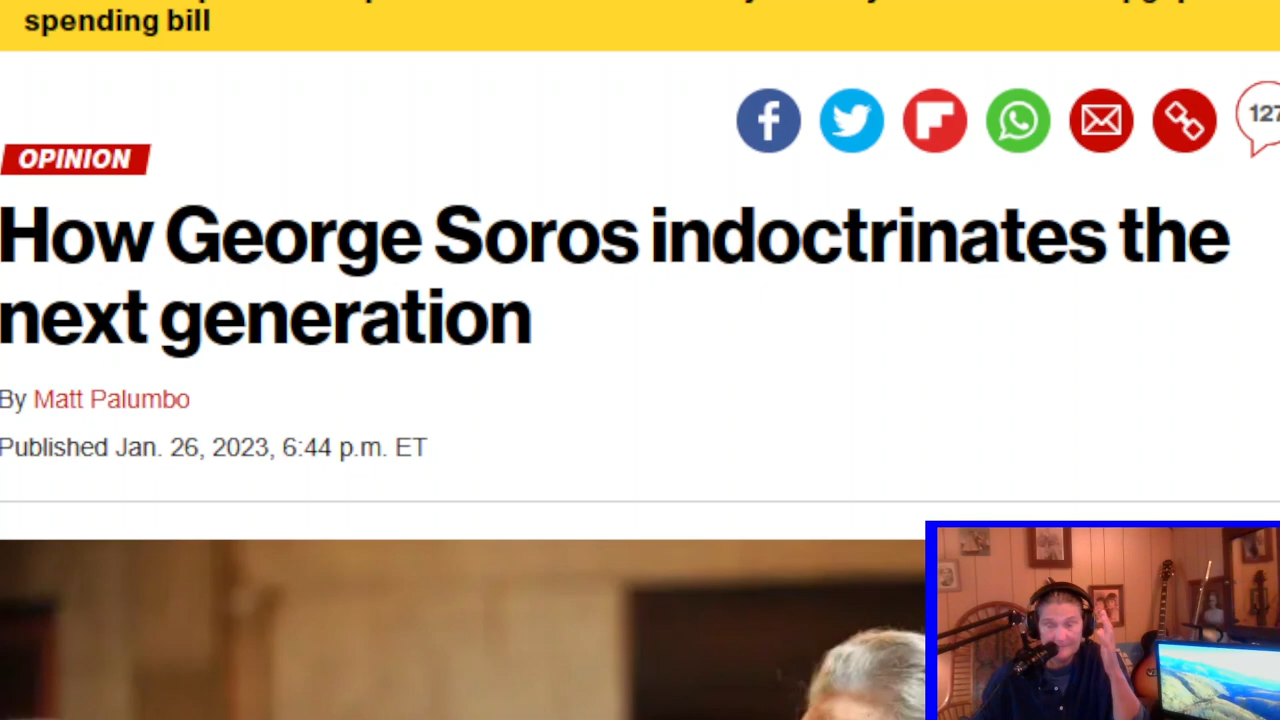 spending bill
127
OPINION
How George Soros indoctrinates the
next generation
By Matt Palumbo
Published Jan. 26, 2023, 6:44 p.m. ET